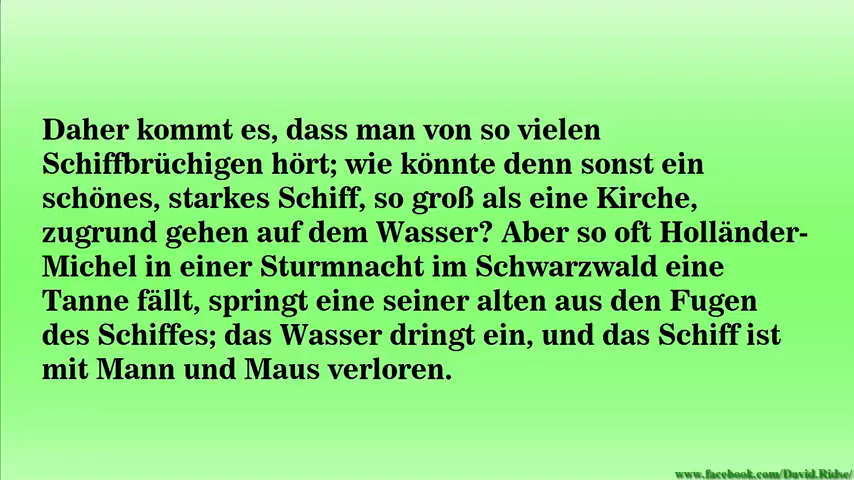 Daher kommt es, dass man von so vielen
Schiffbrüchigen hört; wie könnte denn sonst ein
schönes, starkes Schiff, so groß als eine Kirche,
zugrund gehen auf dem Wasser? Aber so oft Holländer-
Michel in einer Sturmnacht im Schwarzwald eine
Tanne fällt, springt eine seiner alten aus den Fugen
des Schiffes; das Wasser dringt ein, und das Schiff ist
mit Mann und Maus verloren.
www.facebook.com/David.Ridse/